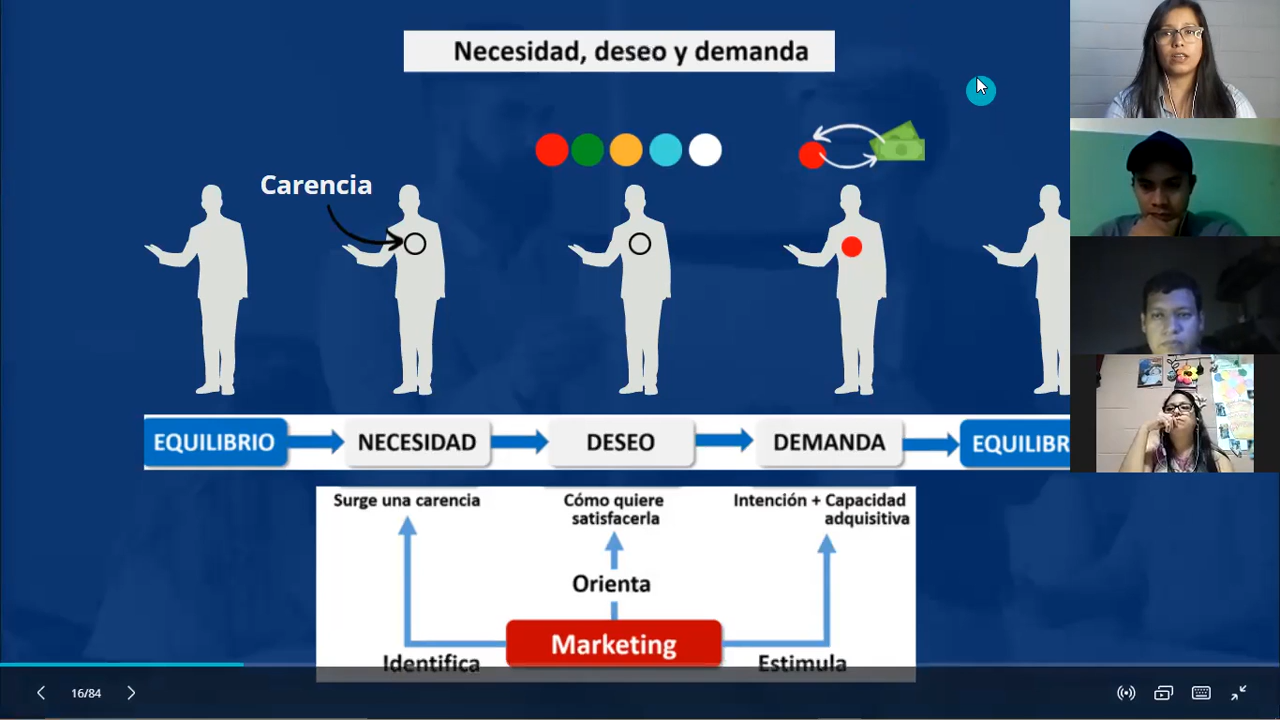 Necesidad, deseo y demanda
Carencia
EQUILIBRIO
NECESIDAD
DESEO
DEMANDA
EQUILIBR
Surge una carencia
Cómo quiere
satisfacerla
Intención + Capacidad
adquisitiva
Orienta
Marketing
Identifica
Estimula
16/84